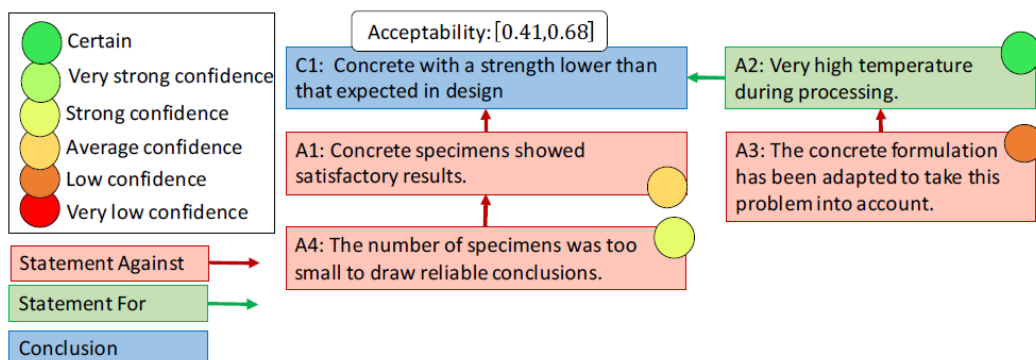 Certain
Very strong confidence
Strong confidence
Average confidence
Low confidence
Very low confidence
Statement Against
Statement For
Conclusion
Acceptability: [0.41,0.68]
C1: Concrete with a strength lower than
that expected in design
A1: Concrete specimens showed
satisfactory results.
A4: The number of specimens was too
small to draw reliable conclusions.
A2: Very high temperature
during processing.
A3: The concrete formulation
has been adapted to take this
problem into account.